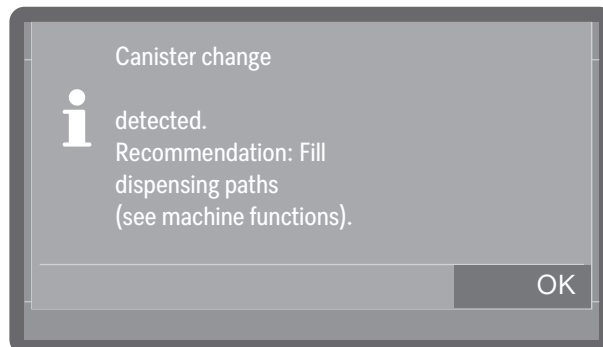 Canister change
detected.
Recommendation: Fill
dispensing paths
(see machine functions).
OK